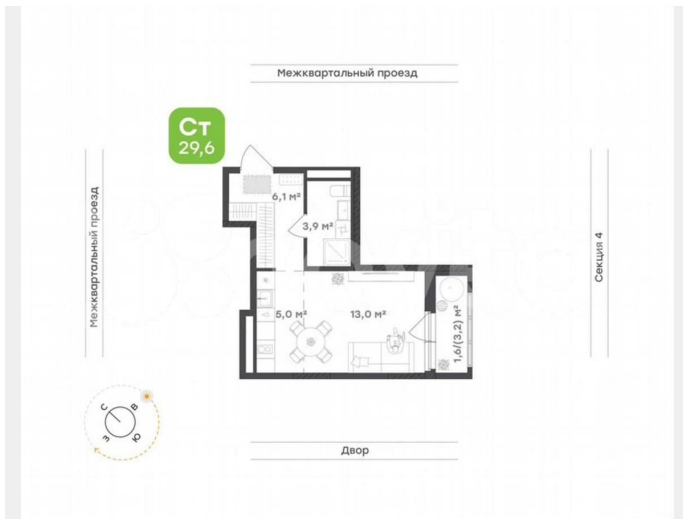 Межквартальный проезд
Ст
29,6
6,1 м²
3,9 м²
Межквартальный проезд
Секция 4
5,0 м²
13,0 м²
1,6/(3,2) м²
С
В
З
Ю
Двор